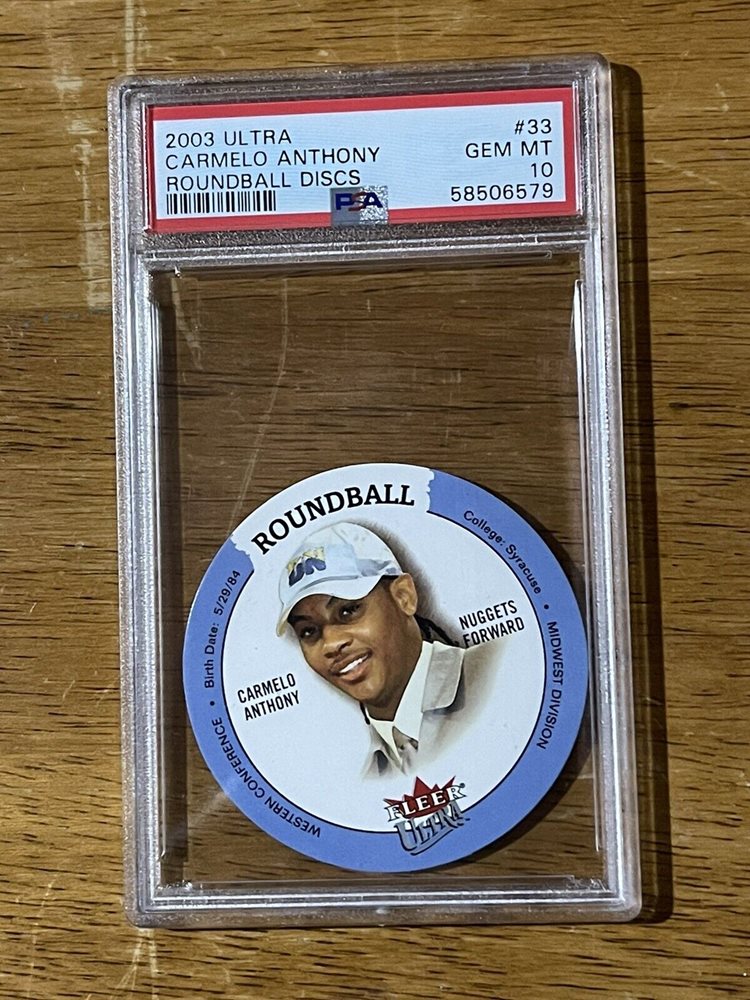 2003 ULTRA #33
CARMELO ANTHONY GEM MT
ROUNDBALL DISCS 10
PSA 58506579
ROUNDBALL
Birth Date: 5/29/84
College: Syracuse • MIDWEST DIVISION
NUGGETS
FORWARD
CARMELO
ANTHONY
• WESTERN CONFERENCE •
DN
FLEER
ULTRA